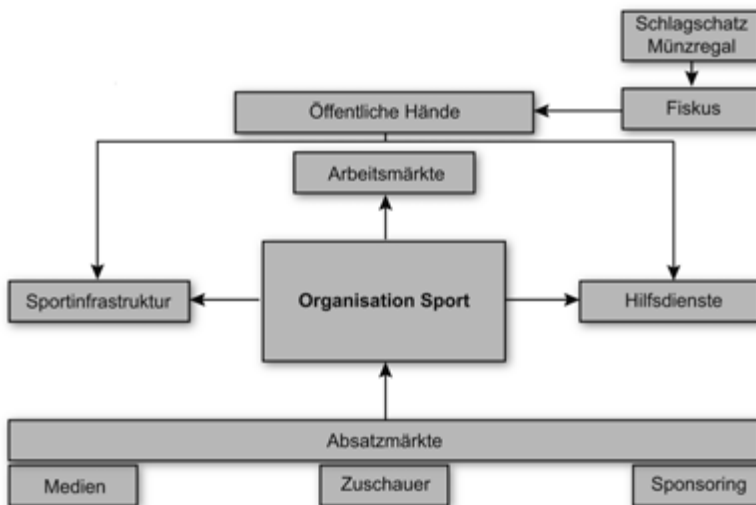 Schlagschatz
Münzregal
Öffentliche Hände
Fiskus
Arbeitsmärkte
Sportinfrastruktur
Organisation Sport
Hilfsdienste
Absatzmärkte
Medien
Zuschauer
Sponsoring